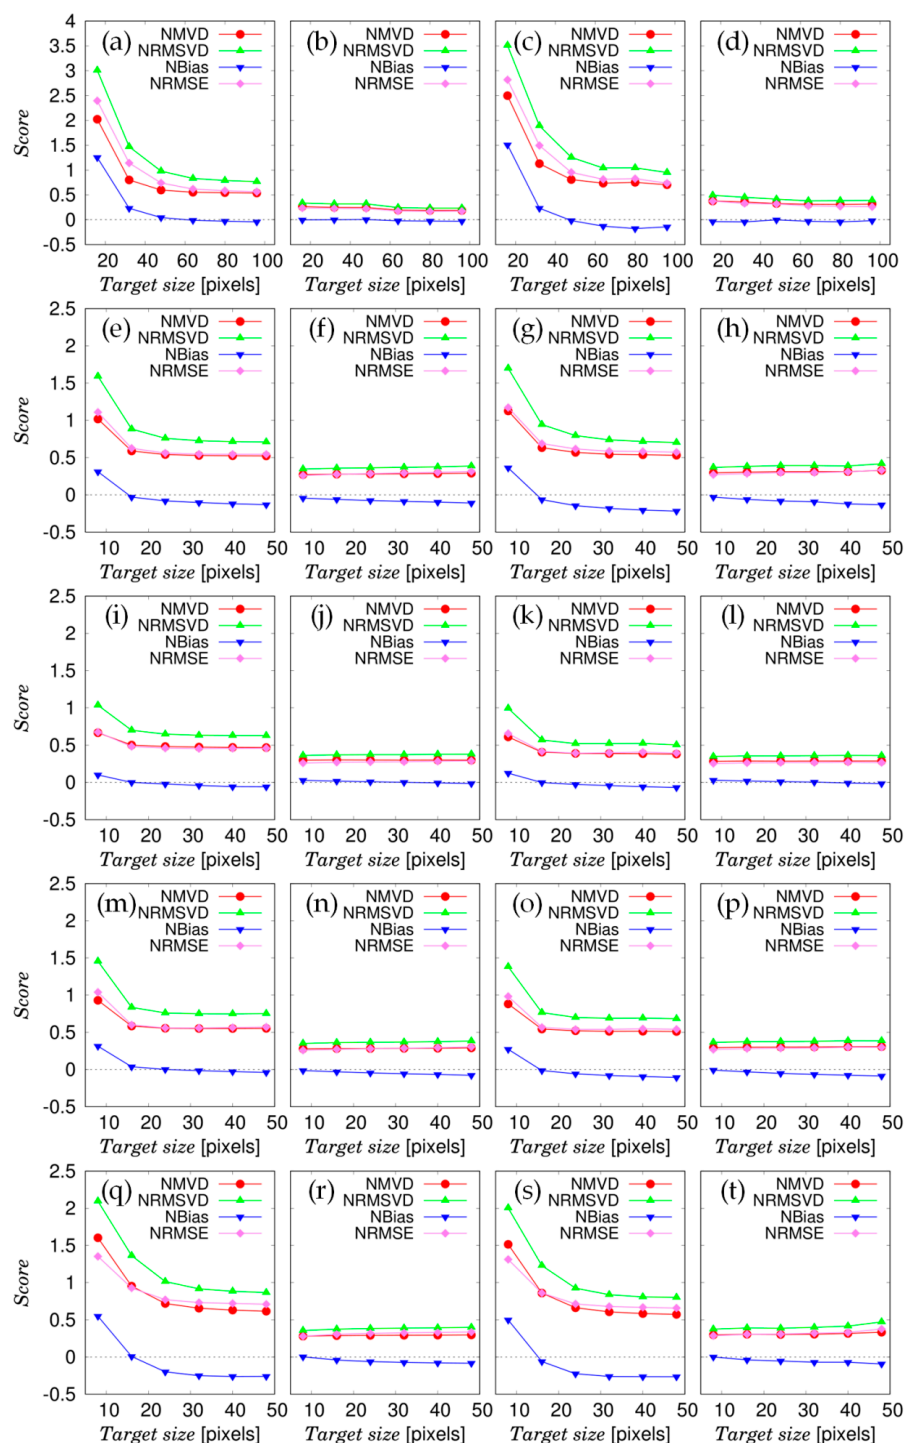 4 (a) NMVD (b) NMVD (c) NMVD (d) NMVD
3.5 NRMSVD NRMSVD NRMSVD NRMSVD
3 NBias NBias NBias NBias
2.5 NRMSE NRMSE NRMSE NRMSE
2
1.5
1
0.5
0
-0.5
Score
20 40 60 80 100 20 40 60 80 100 20 40 60 80 100 20 40 60 80 100
Target size [pixels] Target size [pixels] Target size [pixels] Target size [pixels]
2.5 (e) NMVD (f) NMVD (g) NMVD (h) NMVD
NRMSVD NRMSVD NRMSVD NRMSVD
2 NBias NBias NBias NBias
NRMSE NRMSE NRMSE NRMSE
1.5
1
0.5
0
-0.5
Score
10 20 30 40 50 10 20 30 40 50 10 20 30 40 50 10 20 30 40 50
Target size [pixels] Target size [pixels] Target size [pixels] Target size [pixels]
2.5 (i) NMVD (j) NMVD (k) NMVD (l) NMVD
NRMSVD NRMSVD NRMSVD NRMSVD
2 NBias NBias NBias NBias
NRMSE NRMSE NRMSE NRMSE
1.5
1
0.5
0
-0.5
Score
10 20 30 40 50 10 20 30 40 50 10 20 30 40 50 10 20 30 40 50
Target size [pixels] Target size [pixels] Target size [pixels] Target size [pixels]
2.5 (m) NMVD (n) NMVD (o) NMVD (p) NMVD
NRMSVD NRMSVD NRMSVD NRMSVD
2 NBias NBias NBias NBias
NRMSE NRMSE NRMSE NRMSE
1.5
1
0.5
0
-0.5
Score
10 20 30 40 50 10 20 30 40 50 10 20 30 40 50 10 20 30 40 50
Target size [pixels] Target size [pixels] Target size [pixels] Target size [pixels]
2.5 (q) NMVD (r) NMVD (s) NMVD (t) NMVD
NRMSVD NRMSVD NRMSVD NRMSVD
2 NBias NBias NBias NBias
NRMSE NRMSE NRMSE NRMSE
1.5
1
0.5
0
-0.5
Score
10 20 30 40 50 10 20 30 40 50 10 20 30 40 50 10 20 30 40 50
Target size [pixels] Target size [pixels] Target size [pixels] Target size [pixels]